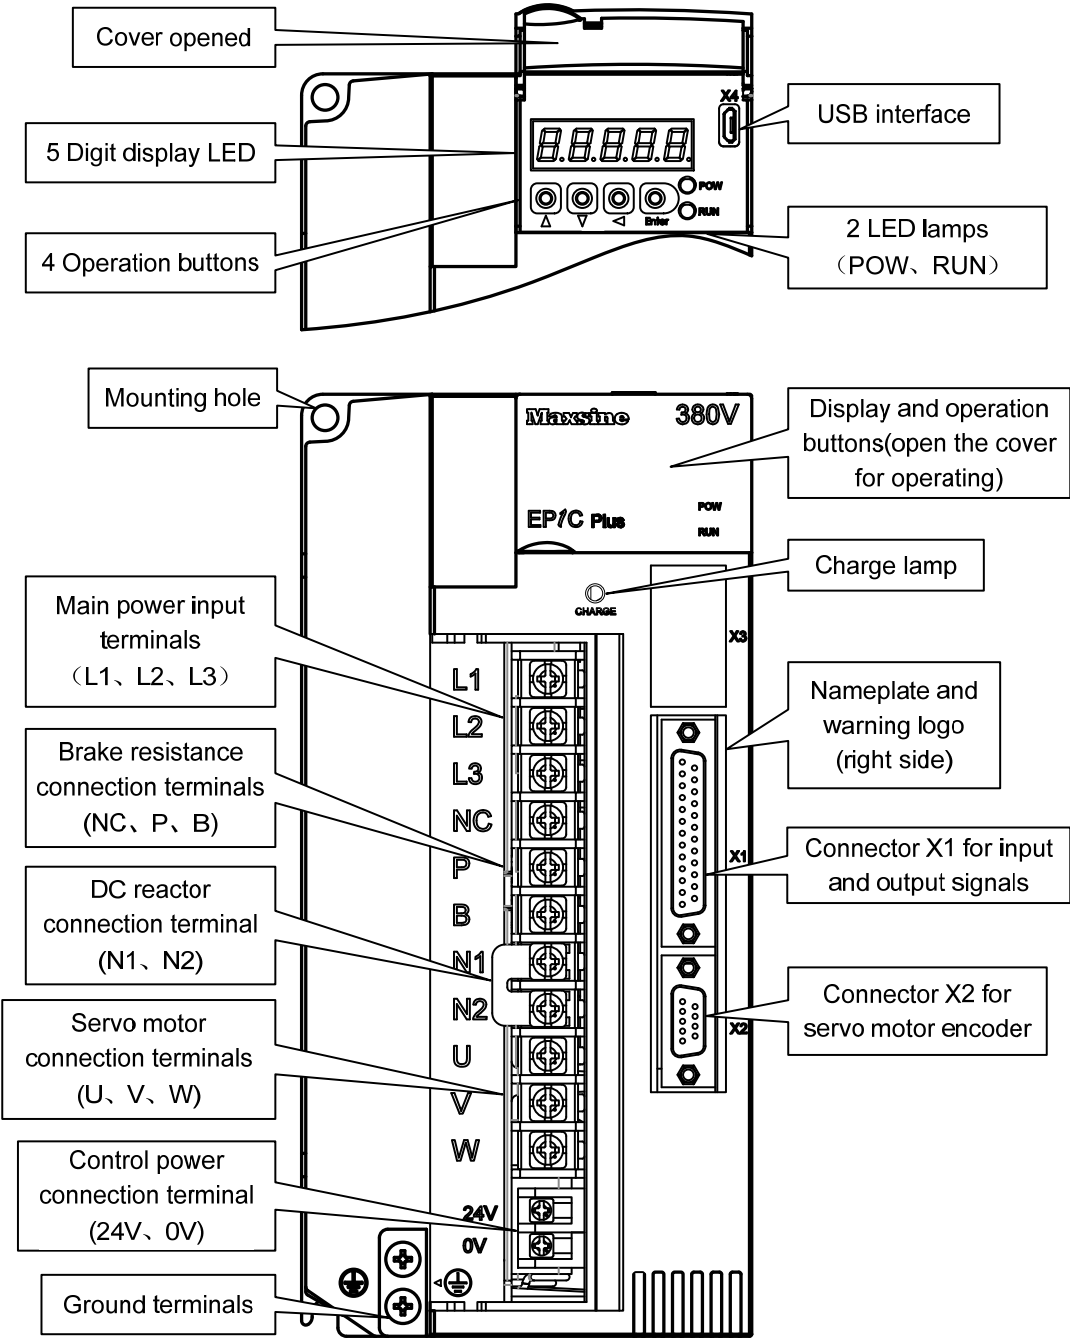 Cover opened
X4
USB interface
5 Digit display LED
8.8.8.8.8.
POW
RUN
Enter
4 Operation buttons
2 LED lamps
（POW、RUN）
Mounting hole
Maxsine
380V
Display and operation
buttons(open the cover
for operating)
POW
EP1C Plus
RUN
Charge lamp
CHARGE
Main power input
terminals
（L1、L2、L3）
X3
L1
Nameplate and
warning logo
(right side)
L2
Brake resistance
connection terminals
(NC、P、B)
L3
NC
Connector X1 for input
and output signals
X1
P
DC reactor
connection terminal
(N1、N2)
B
N1
Connector X2 for
servo motor encoder
N2
X2
Servo motor
connection terminals
(U、V、W)
U
V
W
Control power
connection terminal
(24V、0V)
24V
0V
Ground terminals